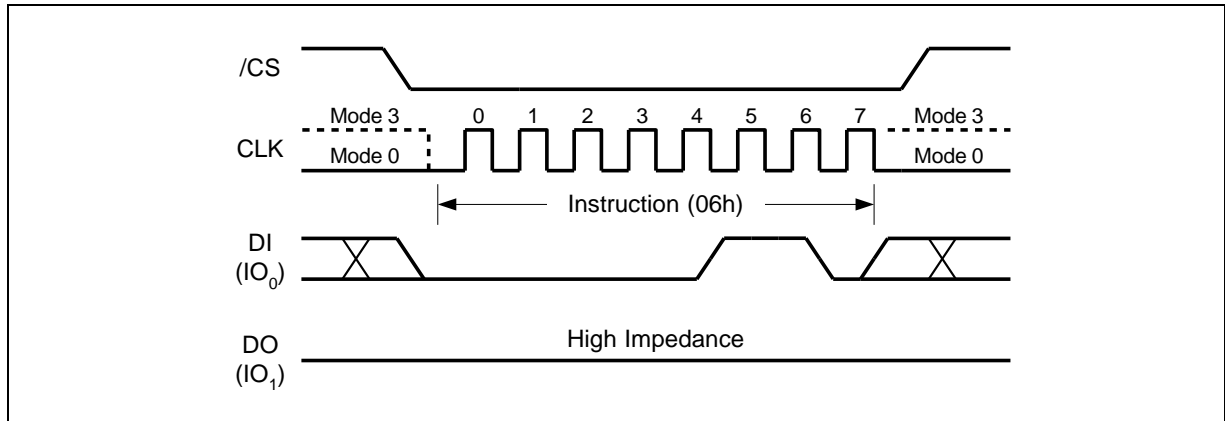 /CS
Mode 3 0 1 2 3 4 5 6 7 Mode 3
CLK
Mode 0 Mode 0
Instruction (06h)
DI
(IO₀)
High Impedance
DO
(IO₁)